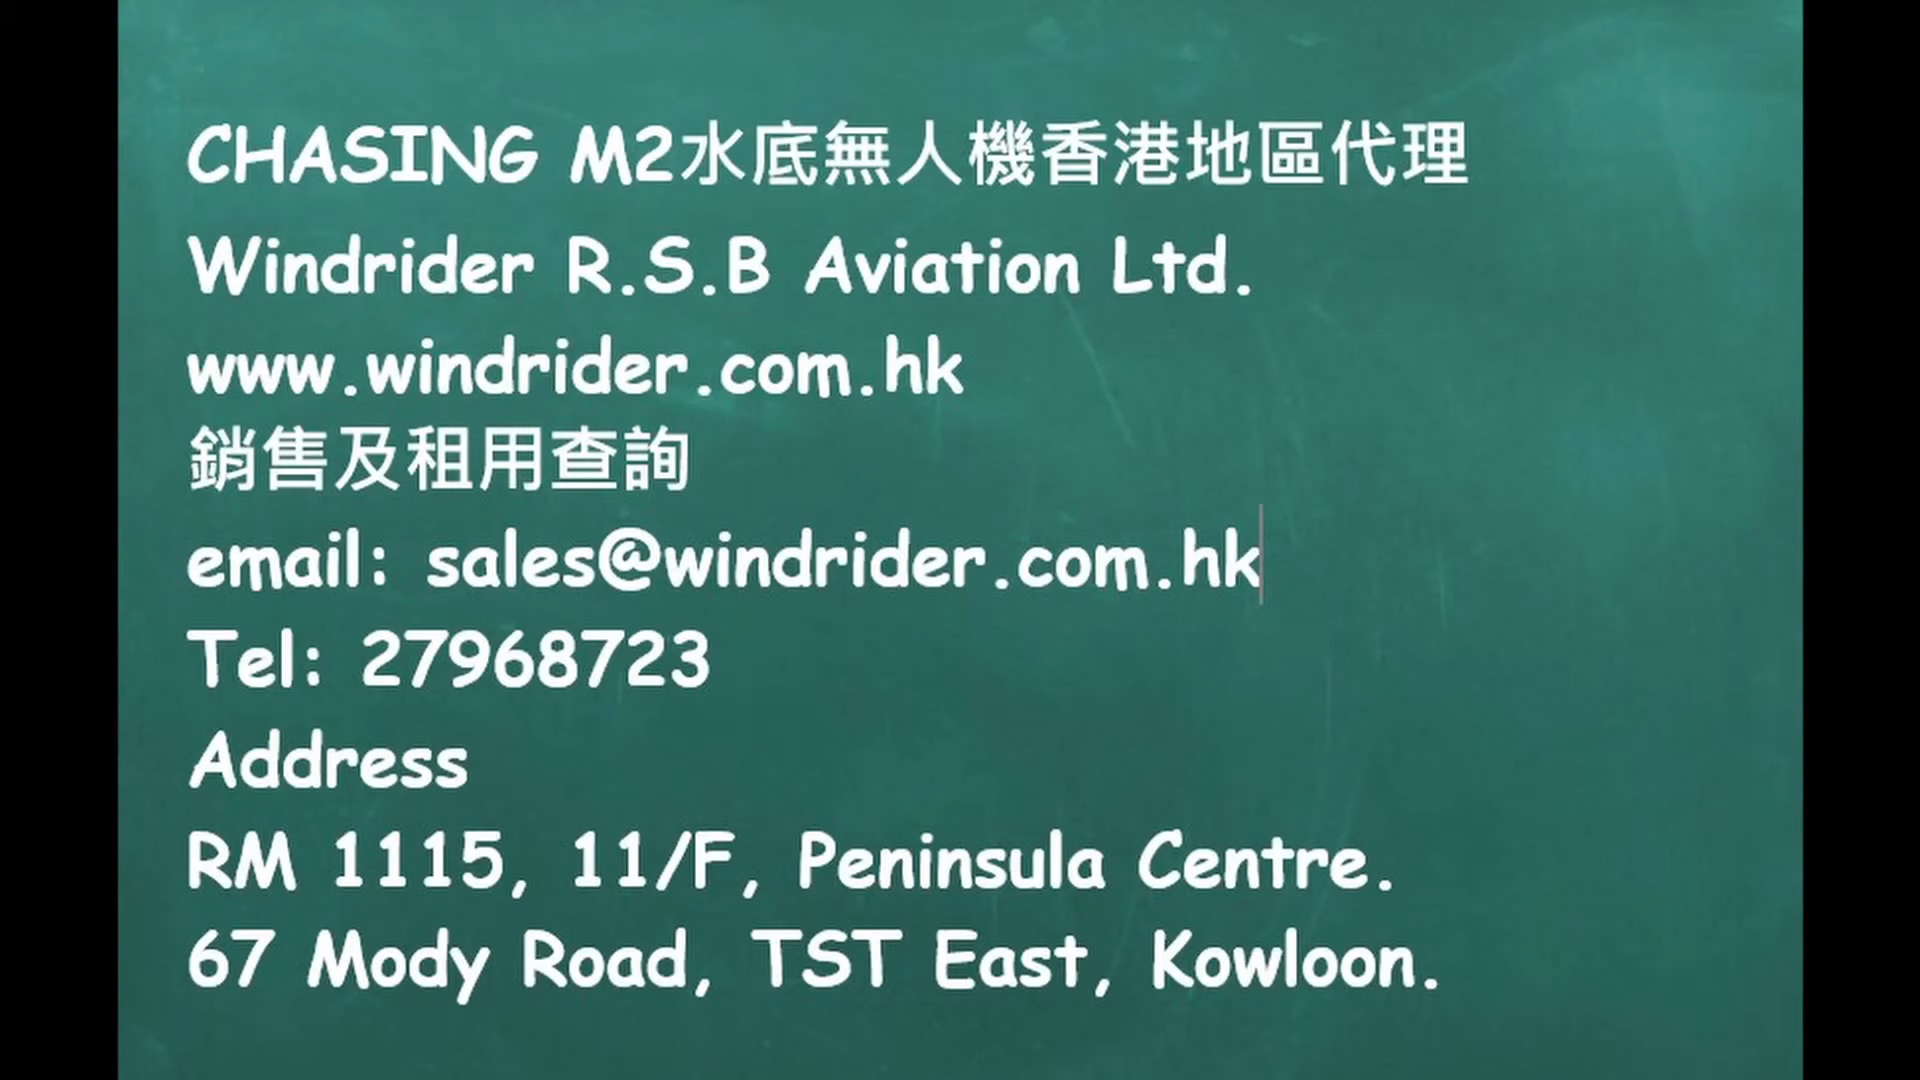 CHASING M2水底無人機香港地區代理
Windrider R.S.B Aviation Ltd.
www.windrider.com.hk
銷售及租用查詢
email: sales@windrider.com.hk
Tel: 27968723
Address
RM 1115, 11/F, Peninsula Centre.
67 Mody Road, TST East, Kowloon.